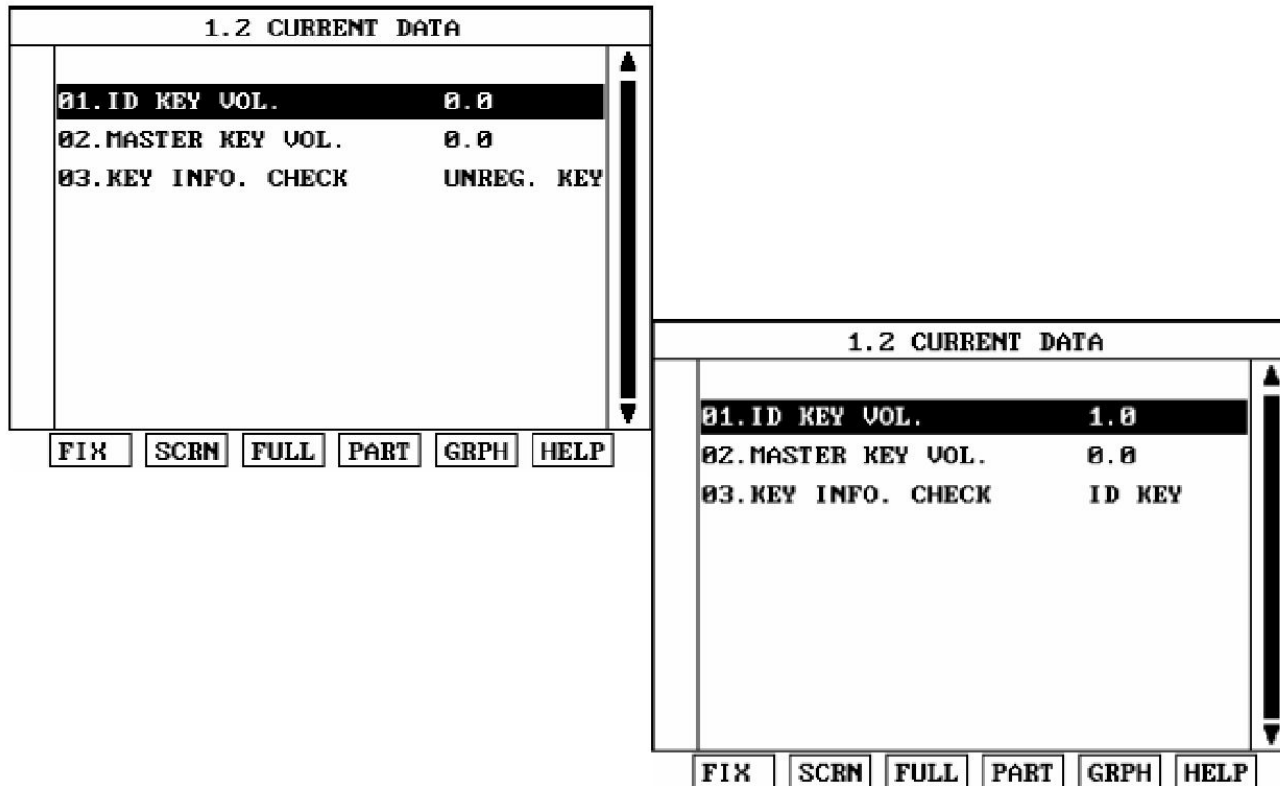 1.2 CURRENT DATA
01.ID KEY VOL. 0.0
02.MASTER KEY VOL. 0.0
03.KEY INFO. CHECK UNREG. KEY
FIX SCRN FULL PART GRPH HELP
1.2 CURRENT DATA
01.ID KEY VOL. 1.0
02.MASTER KEY VOL. 0.0
03.KEY INFO. CHECK ID KEY
FIX SCRN FULL PART GRPH HELP